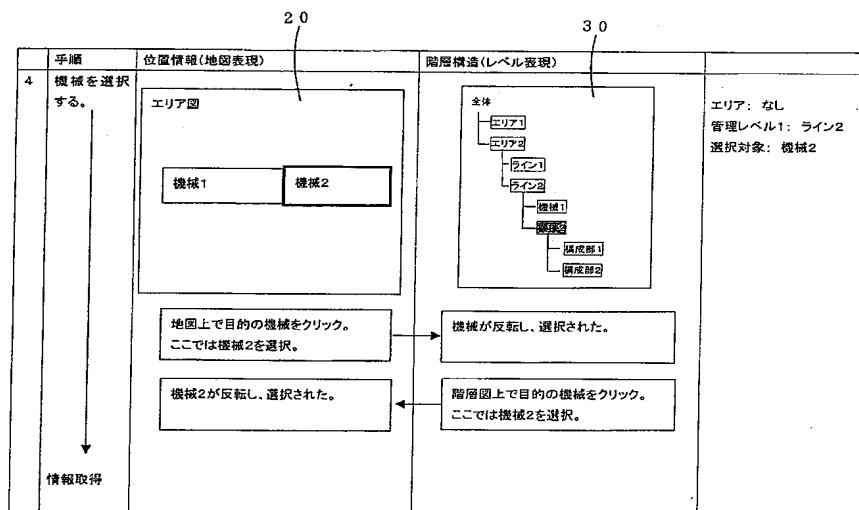 20
30
手順
位置情報(地図表現)
階層構造(レベル表現)
4
機械を選択
する。
情報取得
エリア図
機械1
機械2
全体
エリア1
エリア2
ライン1
ライン2
機械1
機械2
構成部1
構成部2
エリア: なし
管理レベル1: ライン2
選択対象: 機械2
地図上で目的の機械をクリック。
ここでは機械2を選択。
機械が反転し、選択された。
機械2が反転し、選択された。
階層図上で目的の機械をクリック。
ここでは機械2を選択。